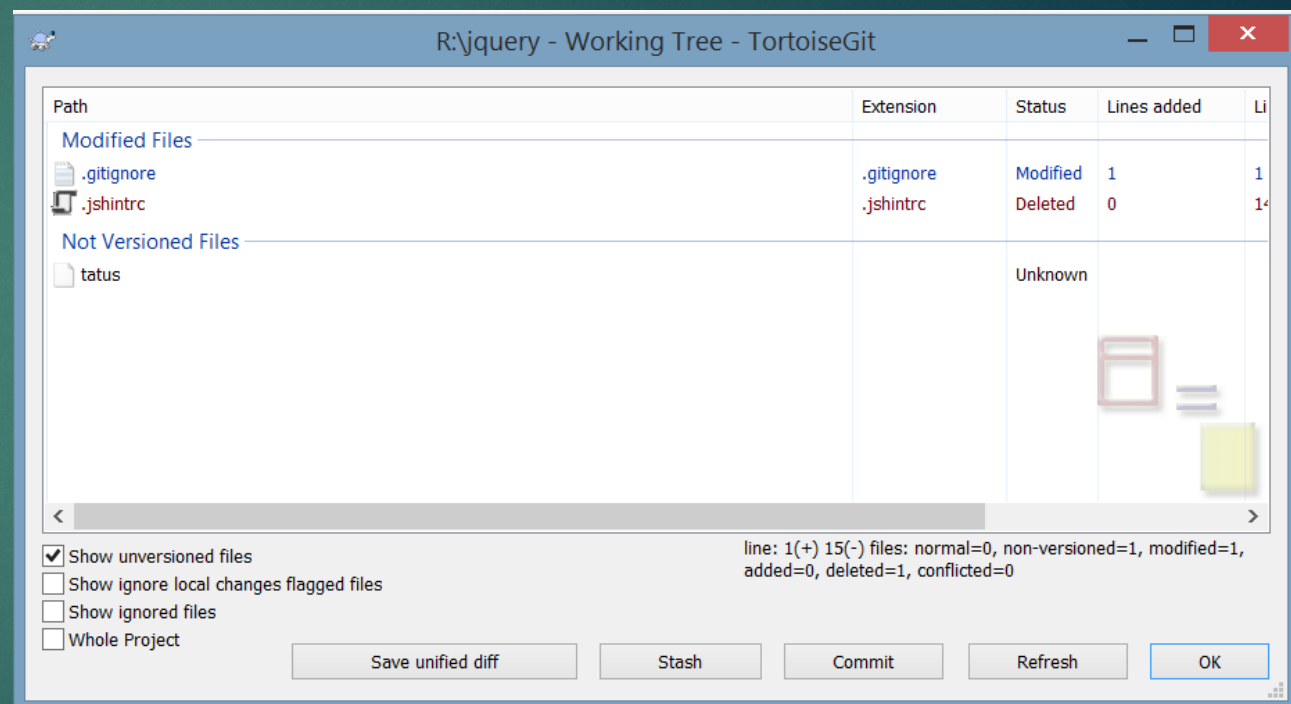 R:\jquery - Working Tree - TortoiseGit
Path Extension Status Lines added Li
Modified Files
.gitignore .gitignore Modified 1 1
.jshintrc .jshintrc Deleted 0 14
Not Versioned Files
tatus Unknown
Show unversioned files
Show ignore local changes flagged files
Show ignored files
Whole Project
line: 1(+) 15(-) files: normal=0, non-versioned=1, modified=1,
added=0, deleted=1, conflicted=0
Save unified diff Stash Commit Refresh OK